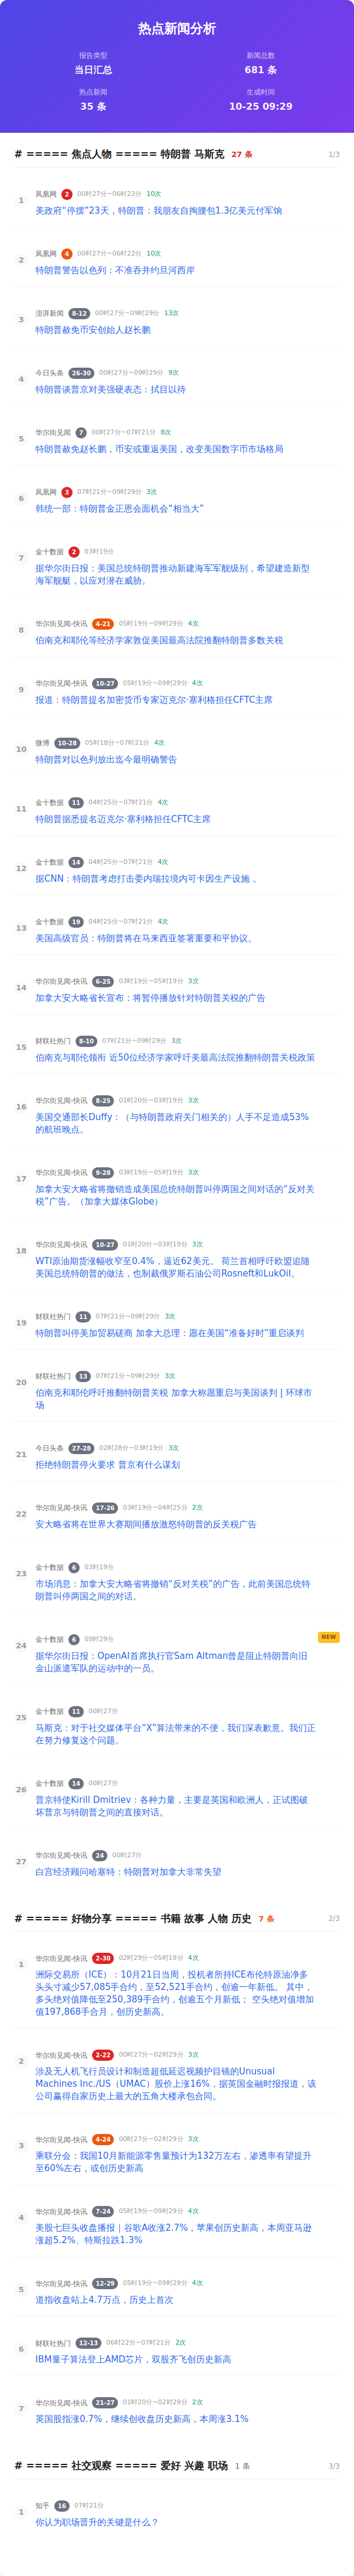 热点新闻分析
报告类型
新闻总数
当日汇总
681 条
热点新闻
生成时间
35 条
10-25 09:29
# ===== 焦点人物 ===== 特朗普 马斯克 27 条 1/3
1
凤凰网 2 00时27分~06时22分 10次
美政府“停摆”23天，特朗普：我朋友自掏腰包1.3亿美元付军饷
2
凤凰网 4 00时27分~06时22分 10次
特朗普警告以色列：不准吞并约旦河西岸
3
澎湃新闻 8-12 00时27分~09时29分 13次
特朗普赦免币安创始人赵长鹏
4
今日头条 26-30 00时27分~09时29分 9次
特朗普谈普京对美强硬表态：拭目以待
5
华尔街见闻 7 00时27分~07时21分 8次
特朗普赦免赵长鹏，币安或重返美国，改变美国数字币市场格局
6
凤凰网 3 07时21分~09时29分 3次
韩统一部：特朗普金正恩会面机会“相当大”
7
金十数据 2 03时19分
据华尔街日报：美国总统特朗普推动新建海军军舰级别，希望建造新型
海军舰艇，以应对潜在威胁。
8
华尔街见闻-快讯 4-21 05时19分~09时29分 4次
伯南克和耶伦等经济学家敦促美国最高法院推翻特朗普多数关税
9
华尔街见闻-快讯 10-27 05时19分~09时29分 4次
报道：特朗普提名加密货币专家迈克尔·塞利格担任CFTC主席
10
微博 10-28 05时18分~07时21分 4次
特朗普对以色列放出迄今最明确警告
11
金十数据 11 04时25分~07时21分 4次
特朗普据悉提名迈克尔·塞利格担任CFTC主席
12
金十数据 14 04时25分~07时21分 4次
据CNN：特朗普考虑打击委内瑞拉境内可卡因生产设施 。
13
金十数据 19 04时25分~07时21分 4次
美国高级官员：特朗普将在马来西亚签署重要和平协议。
14
华尔街见闻-快讯 6-25 03时19分~05时19分 3次
加拿大安大略省长宣布：将暂停播放针对特朗普关税的广告
15
财联社热门 8-10 07时21分~09时29分 3次
伯南克与耶伦领衔 近50位经济学家呼吁美最高法院推翻特朗普关税政策
16
华尔街见闻-快讯 8-25 01时20分~03时19分 3次
美国交通部长Duffy：（与特朗普政府关门相关的）人手不足造成53%
的航班晚点。
17
华尔街见闻-快讯 9-28 03时19分~05时19分 3次
加拿大安大略省将撤销造成美国总统特朗普叫停两国之间对话的“反对关
税”广告。（加拿大媒体Globe）
18
华尔街见闻-快讯 10-27 01时20分~03时19分 3次
WTI原油期货涨幅收窄至0.4%，逼近62美元。 荷兰首相呼吁欧盟追随
美国总统特朗普的做法，也制裁俄罗斯石油公司Rosneft和LukOil。
19
财联社热门 11 07时21分~09时29分 3次
特朗普叫停美加贸易磋商 加拿大总理：愿在美国“准备好时”重启谈判
20
财联社热门 13 07时21分~09时29分 3次
伯南克和耶伦呼吁推翻特朗普关税 加拿大称愿重启与美国谈判 | 环球市
场
21
今日头条 27-28 02时28分~03时19分 3次
拒绝特朗普停火要求 普京有什么谋划
22
华尔街见闻-快讯 17-26 03时19分~04时25分 2次
安大略省将在世界大赛期间播放激怒特朗普的反关税广告
23
金十数据 6 03时19分
市场消息：加拿大安大略省将撤销“反对关税”的广告，此前美国总统特
朗普叫停两国之间的对话。
24
金十数据 6 09时29分 NEW
据华尔街日报：OpenAI首席执行官Sam Altman曾是阻止特朗普向旧
金山派遣军队的运动中的一员。
25
金十数据 11 00时27分
马斯克：对于社交媒体平台“X”算法带来的不便，我们深表歉意。我们正
在努力修复这个问题。
26
金十数据 14 00时27分
普京特使Kirill Dmitriev：各种力量，主要是英国和欧洲人，正试图破
坏普京与特朗普之间的直接对话。
27
华尔街见闻-快讯 24 00时27分
白宫经济顾问哈塞特：特朗普对加拿大非常失望
# ===== 好物分享 ===== 书籍 故事 人物 历史 7 条 2/3
1
华尔街见闻-快讯 2-30 02时29分~05时19分 4次
洲际交易所（ICE）：10月21日当周，投机者所持ICE布伦特原油净多
头头寸减少57,085手合约，至52,521手合约，创逾一年新低。 其中，
多头绝对值降低至250,389手合约，创逾五个月新低； 空头绝对值增加
值197,868手合月，创历史新高。
2
华尔街见闻-快讯 2-22 00时27分~02时29分 3次
涉及无人机飞行员设计和制造超低延迟视频护目镜的Unusual
Machines Inc./US（UMAC）股价上涨16%，据英国金融时报报道，该
公司赢得自家历史上最大的五角大楼承包合同。
3
华尔街见闻-快讯 4-24 00时27分~02时29分 3次
乘联分会：我国10月新能源零售量预计为132万左右，渗透率有望提升
至60%左右，或创历史新高
4
华尔街见闻-快讯 7-24 05时19分~09时29分 4次
美股七巨头收盘播报｜谷歌A收涨2.7%，苹果创历史新高，本周亚马逊
涨超5.2%、特斯拉跌1.3%
5
华尔街见闻-快讯 12-29 05时19分~09时29分 4次
道指收盘站上4.7万点，历史上首次
6
财联社热门 12-13 06时22分~07时21分 2次
IBM量子算法登上AMD芯片，双股齐飞创历史新高
7
华尔街见闻-快讯 21-27 01时20分~02时29分 2次
英国股指涨0.7%，继续创收盘历史新高，本周涨3.1%
# ===== 社交观察 ===== 爱好 兴趣 职场 1 条 3/3
1
知乎 16 07时21分
你认为职场晋升的关键是什么？